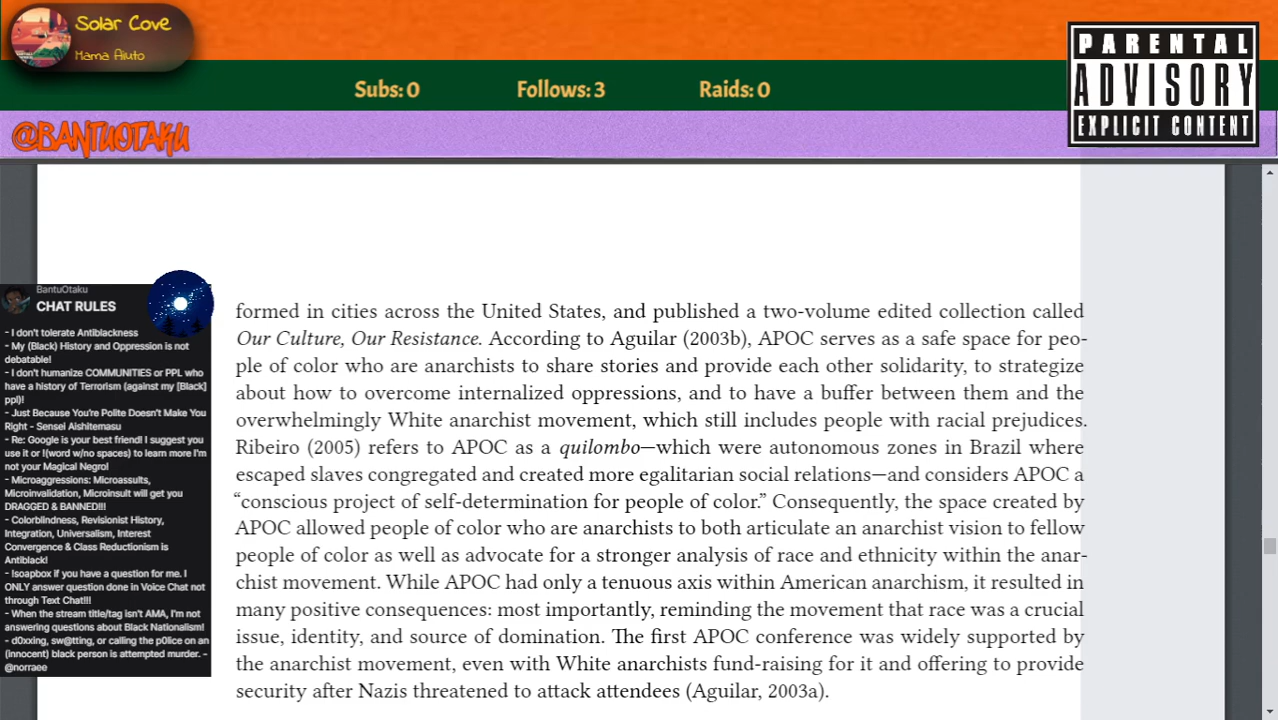 Solar Cove
Mama Aiuto
PARENTAL
ADVISORY
EXPLICIT CONTENT
Subs: 0
Follows: 3
Raids: 0
@BANTUOTAKU
BantuOtaku
CHAT RULES
- I don't tolerate Antiblackness
- My (Black) History and Oppression is not
debatable!
- I don't humanize COMMUNITIES or PPL who
have a history of Terrorism (against my [Black]
ppl)!
- Just Because You're Polite Doesn't Make You
Right - Sensei Aishitemasu
- Re: Google is your best friend! I suggest you
use it or !(word w/no spaces) to learn more I'm
not your Magical Negro!
- Microaggressions: Microassults,
Microinvalidation, Microinsult will get you
DRAGGED & BANNED!!!
- Colorblindness, Revisionist History,
Integration, Universalism, Interest
Convergence & Class Reductionism is
Antiblack!
- !soapbox if you have a question for me. I
ONLY answer question done in Voice Chat not
through Text Chat!!!
- When the stream title/tag isn't AMA, I'm not
answering questions about Black Nationalism!
- d0xxing, sw@tting, or calling the p0lice on an
(innocent) black person is attempted murder. -
@norraee
formed in cities across the United States, and published a two-volume edited collection called
Our Culture, Our Resistance. According to Aguilar (2003b), APOC serves as a safe space for peo-
ple of color who are anarchists to share stories and provide each other solidarity, to strategize
about how to overcome internalized oppressions, and to have a buffer between them and the
overwhelmingly White anarchist movement, which still includes people with racial prejudices.
Ribeiro (2005) refers to APOC as a quilombo—which were autonomous zones in Brazil where
escaped slaves congregated and created more egalitarian social relations—and considers APOC a
“conscious project of self-determination for people of color.” Consequently, the space created by
APOC allowed people of color who are anarchists to both articulate an anarchist vision to fellow
people of color as well as advocate for a stronger analysis of race and ethnicity within the anar-
chist movement. While APOC had only a tenuous axis within American anarchism, it resulted in
many positive consequences: most importantly, reminding the movement that race was a crucial
issue, identity, and source of domination. The first APOC conference was widely supported by
the anarchist movement, even with White anarchists fund-raising for it and offering to provide
security after Nazis threatened to attack attendees (Aguilar, 2003a).